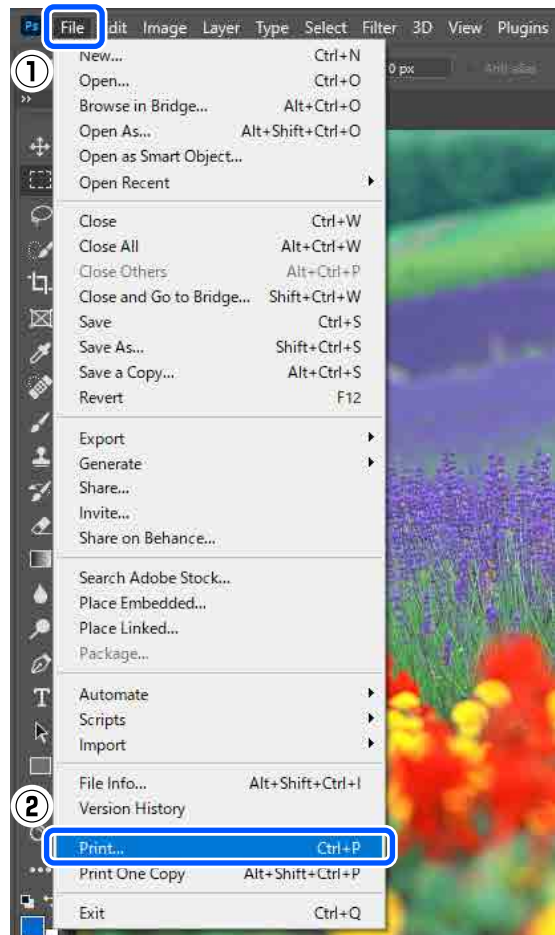 Ps File Edit Image Layer Type Select Filter 3D View Plugins
①
0 px Anti-alias
New... Ctrl+N
Open... Ctrl+O
Browse in Bridge... Alt+Ctrl+O
Open As... Alt+Shift+Ctrl+O
Open as Smart Object...
Open Recent
Close Ctrl+W
Close All Alt+Ctrl+W
Close Others Alt+Ctrl+P
Close and Go to Bridge... Shift+Ctrl+W
Save Ctrl+S
Save As... Shift+Ctrl+S
Save a Copy... Alt+Ctrl+S
Revert F12
Export
Generate
Share...
Invite...
Share on Behance...
Search Adobe Stock...
Place Embedded...
Place Linked...
Package...
Automate
Scripts
Import
File Info... Alt+Shift+Ctrl+I
Version History
②
Print... Ctrl+P
Print One Copy Alt+Shift+Ctrl+P
Exit Ctrl+Q